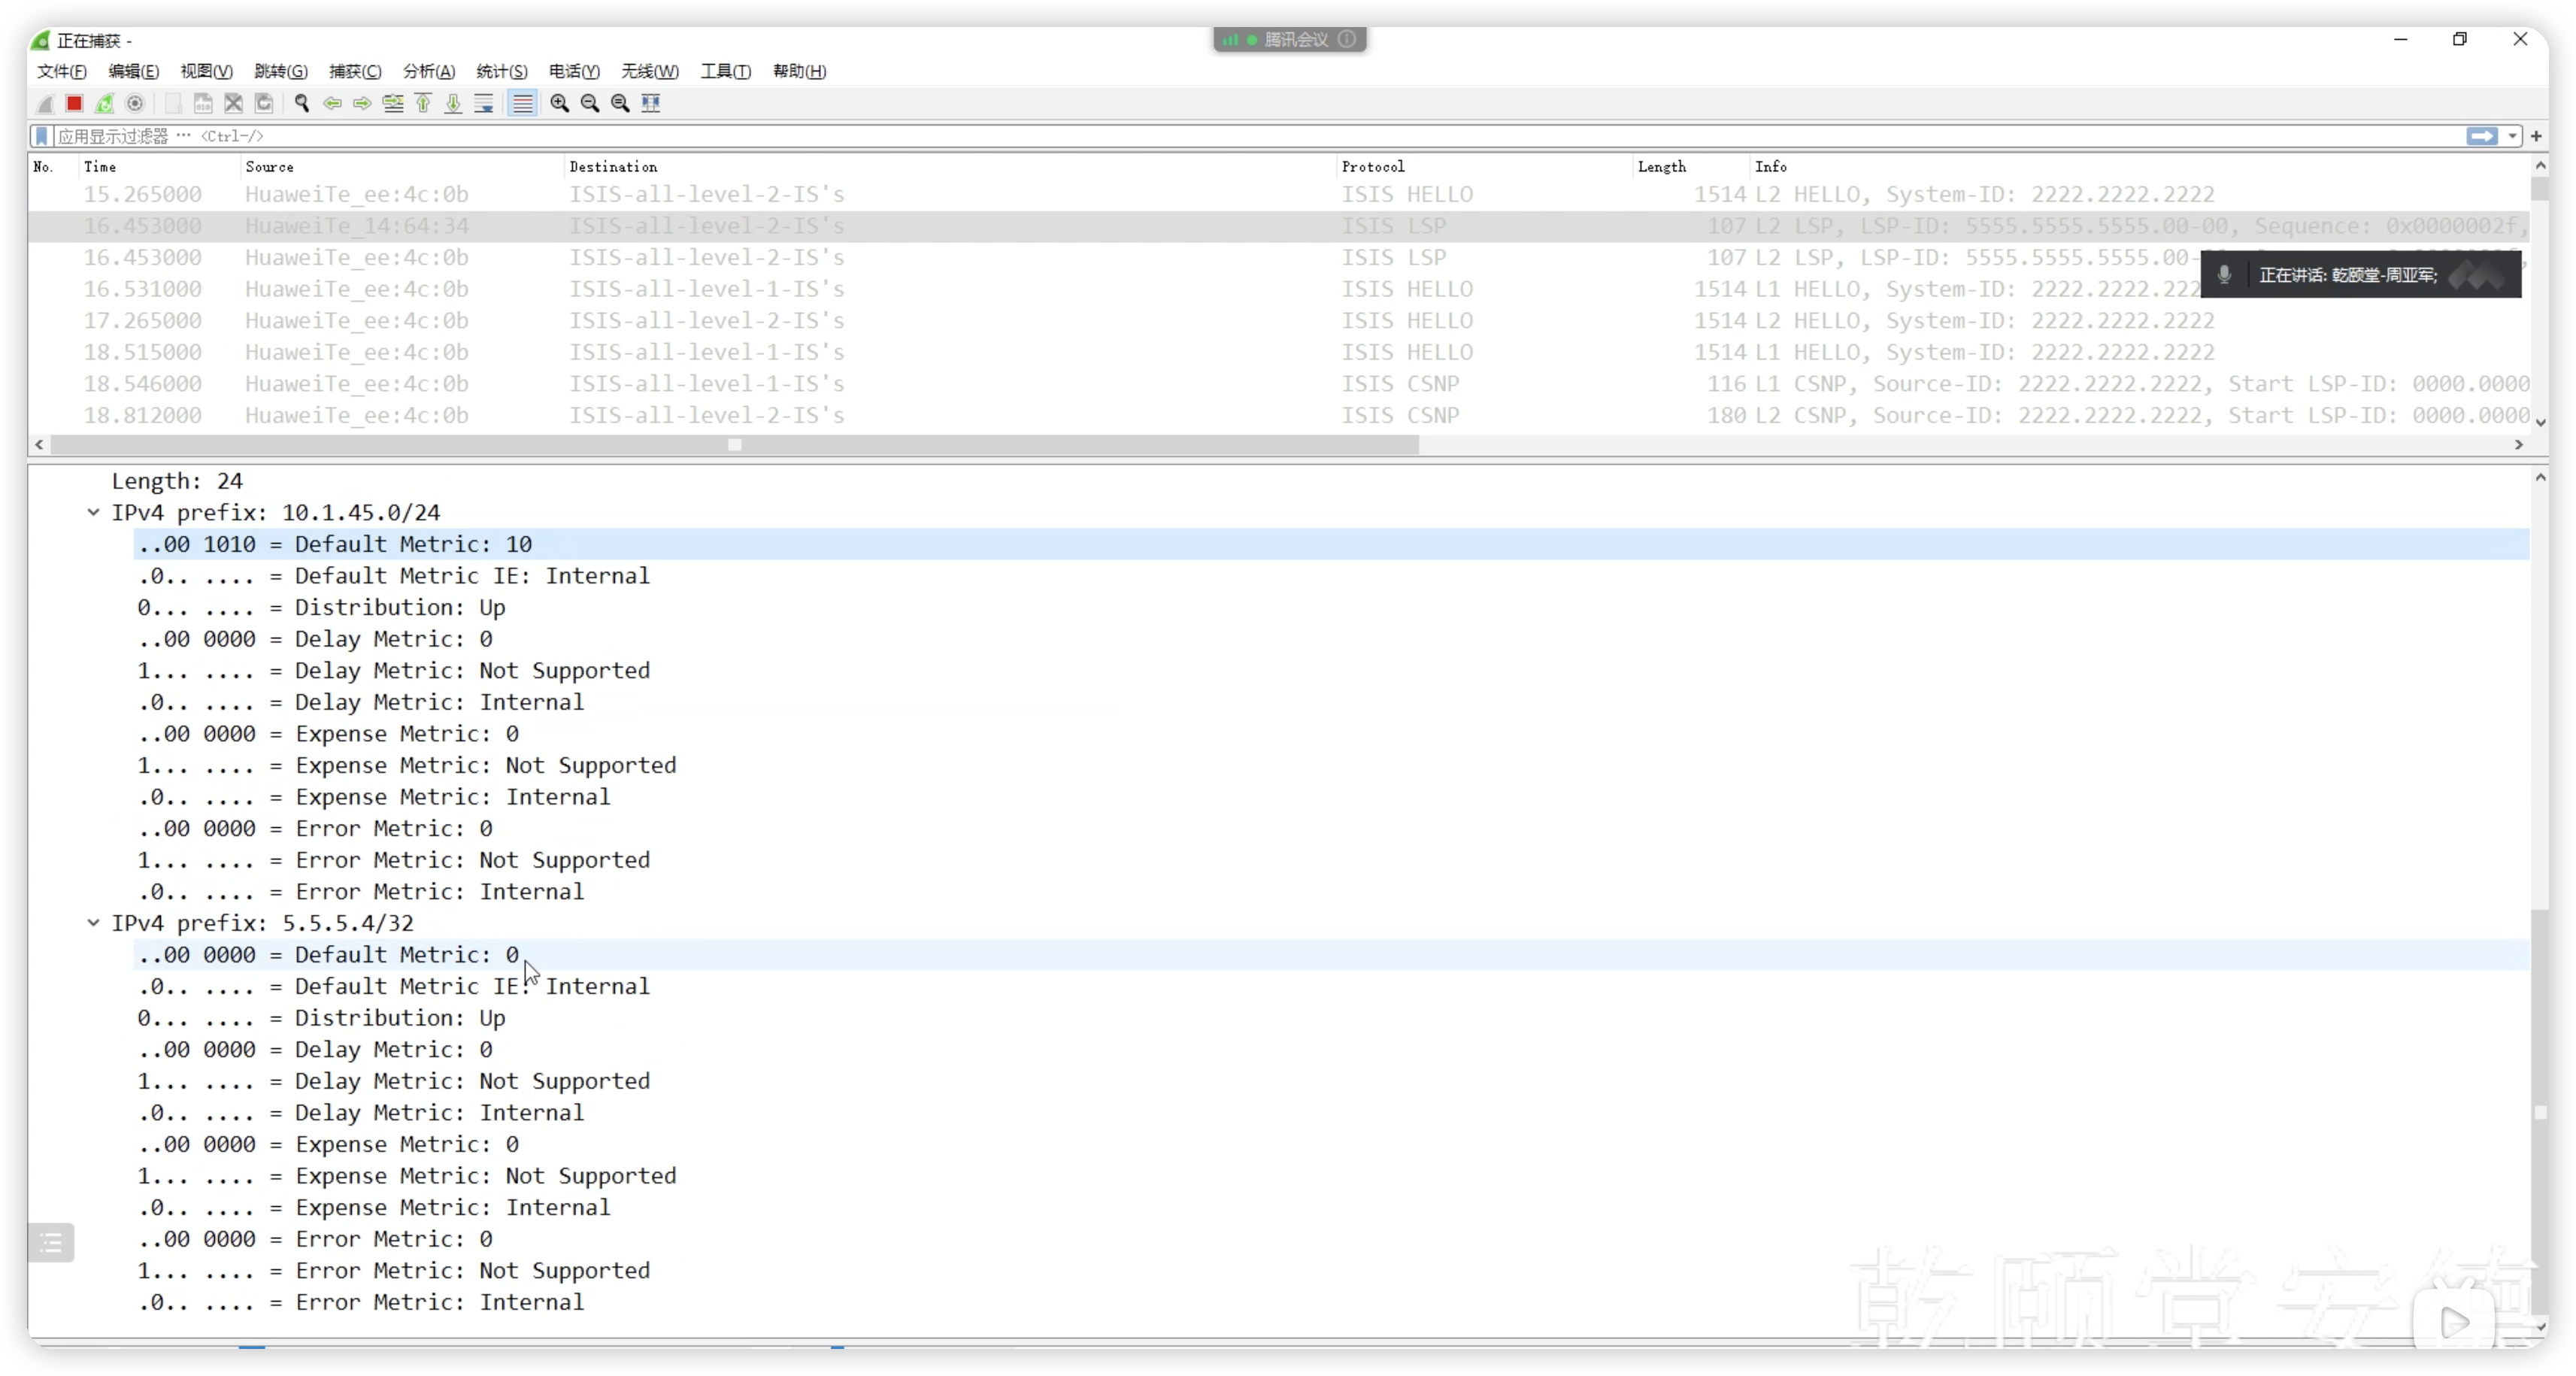 正在捕获 -
腾讯会议
文件(F) 编辑(E) 视图(V) 跳转(G) 捕获(C) 分析(A) 统计(S) 电话(Y) 无线(W) 工具(T) 帮助(H)
应用显示过滤器 ··· <Ctrl-/>
No. Time Source Destination Protocol Length Info
15.265000 HuaweiTe_ee:4c:0b ISIS-all-level-2-IS's ISIS HELLO 1514 L2 HELLO, System-ID: 2222.2222.2222
16.453000 HuaweiTe_14:64:34 ISIS-all-level-2-IS's ISIS LSP 107 L2 LSP, LSP-ID: 5555.5555.5555.00-00, Sequence: 0x0000002f,
16.453000 HuaweiTe_ee:4c:0b ISIS-all-level-2-IS's ISIS LSP 107 L2 LSP, LSP-ID: 5555.5555.5555.00-
正在讲话: 乾颐堂-周亚军;
16.531000 HuaweiTe_ee:4c:0b ISIS-all-level-1-IS's ISIS HELLO 1514 L1 HELLO, System-ID: 2222.2222.222
17.265000 HuaweiTe_ee:4c:0b ISIS-all-level-2-IS's ISIS HELLO 1514 L2 HELLO, System-ID: 2222.2222.2222
18.515000 HuaweiTe_ee:4c:0b ISIS-all-level-1-IS's ISIS HELLO 1514 L1 HELLO, System-ID: 2222.2222.2222
18.546000 HuaweiTe_ee:4c:0b ISIS-all-level-1-IS's ISIS CSNP 116 L1 CSNP, Source-ID: 2222.2222.2222, Start LSP-ID: 0000.0000
18.812000 HuaweiTe_ee:4c:0b ISIS-all-level-2-IS's ISIS CSNP 180 L2 CSNP, Source-ID: 2222.2222.2222, Start LSP-ID: 0000.0000
Length: 24
IPv4 prefix: 10.1.45.0/24
..00 1010 = Default Metric: 10
.0.. .... = Default Metric IE: Internal
0... .... = Distribution: Up
..00 0000 = Delay Metric: 0
1... .... = Delay Metric: Not Supported
.0.. .... = Delay Metric: Internal
..00 0000 = Expense Metric: 0
1... .... = Expense Metric: Not Supported
.0.. .... = Expense Metric: Internal
..00 0000 = Error Metric: 0
1... .... = Error Metric: Not Supported
.0.. .... = Error Metric: Internal
IPv4 prefix: 5.5.5.4/32
..00 0000 = Default Metric: 0
.0.. .... = Default Metric IE: Internal
0... .... = Distribution: Up
..00 0000 = Delay Metric: 0
1... .... = Delay Metric: Not Supported
.0.. .... = Delay Metric: Internal
..00 0000 = Expense Metric: 0
1... .... = Expense Metric: Not Supported
.0.. .... = Expense Metric: Internal
..00 0000 = Error Metric: 0
1... .... = Error Metric: Not Supported
.0.. .... = Error Metric: Internal
乾颐堂安德